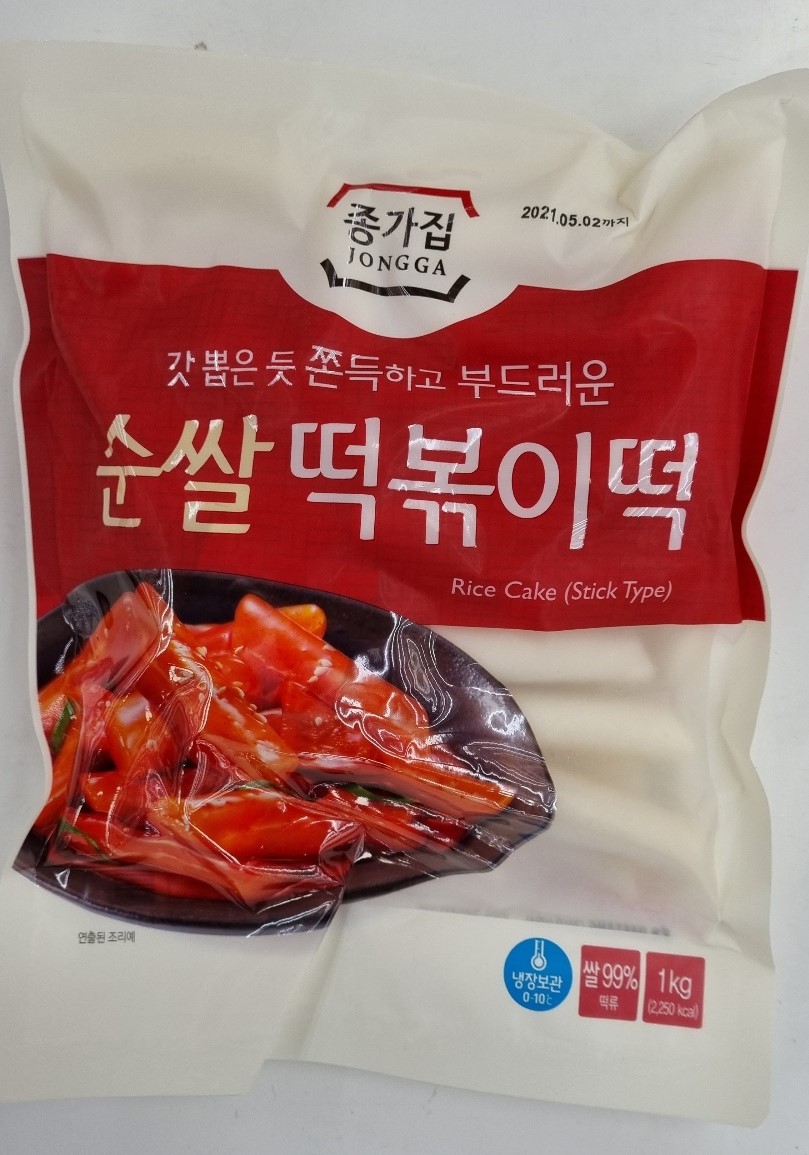 종가집
JONGGA
2021.05.02까지
갓 뽑은 듯 쫀득하고 부드러운
순쌀 떡볶이떡
Rice Cake (Stick Type)
연출된 조리예
냉장보관
0-10℃
쌀 99%
떡류
1kg
(2,250 kcal)